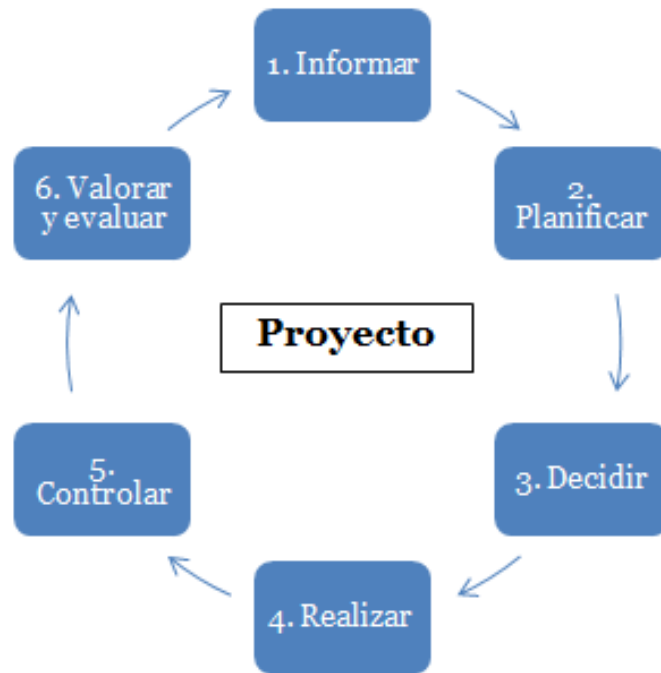 1. Informar
2.
Planificar
3. Decidir
4. Realizar
5.
Controlar
6. Valorar
y evaluar
Proyecto